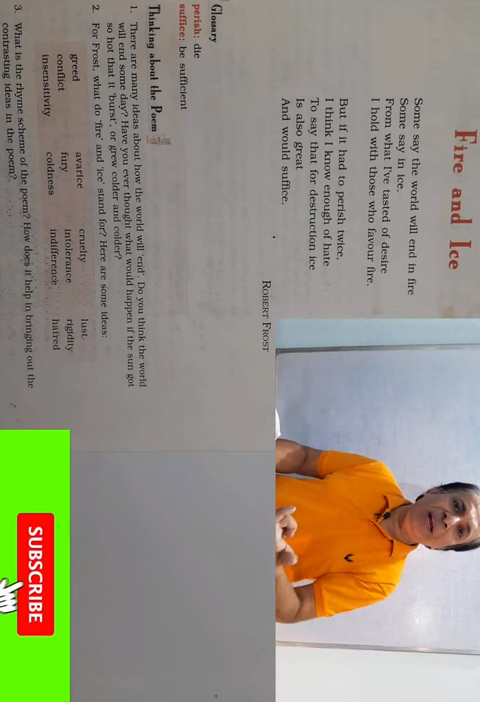 Fire and Ice
Some say the world will end in fire
Some say in ice.
From what I've tasted of desire
I hold with those who favour fire.
But if it had to perish twice,
I think I know enough of hate
To say that for destruction ice
Is also great
And would suffice.
ROBERT FROST
Glossary
perish: die
suffice: be sufficient
Thinking about the Poem
1. There are many ideas about how the world will 'end'. Do you think the world
will end some day? Have you ever thought what would happen if the sun got
so hot that it 'burst', or grew colder and colder?
2. For Frost, what do 'fire' and 'ice' stand for? Here are some ideas:
greed avarice cruelty lust
conflict fury intolerance rigidity
insensitivity coldness indifference hatred
3. What is the rhyme scheme of the poem? How does it help in bringing out the
contrasting ideas in the poem?
SUBSCRIBE